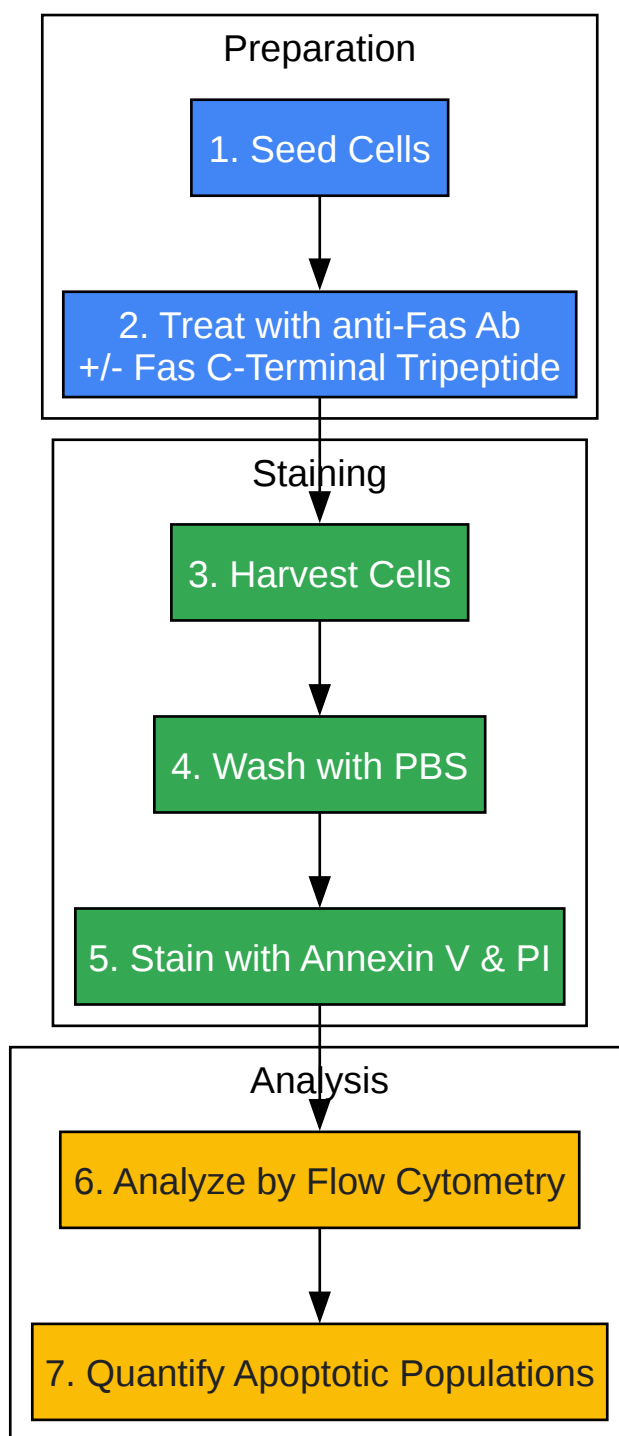 Preparation
1. Seed Cells
2. Treat with anti-Fas Ab
+/- Fas C-Terminal Tripeptide
Staining
3. Harvest Cells
4. Wash with PBS
5. Stain with Annexin V & PI
Analysis
6. Analyze by Flow Cytometry
7. Quantify Apoptotic Populations